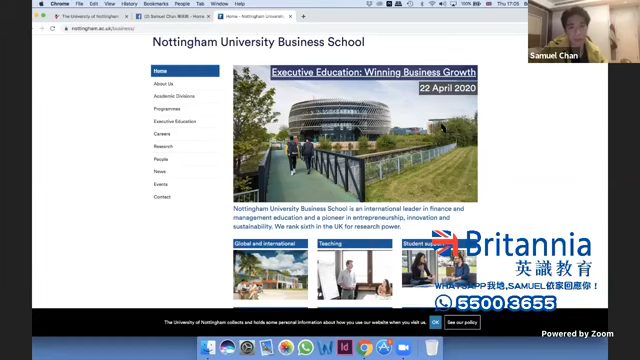 Chrome File Edit View History Bookmarks People Tab Window Help
100%
Thu 17:05
The University of Nottingham
(2) Samuel Chan
Home - Nottingham University
nottingham.ac.uk/business/
Samuel Chan
Nottingham University Business School
Home
About Us
Academic Divisions
Programmes
Executive Education
Careers
Research
People
News
Events
Contact
Executive Education: Winning Business Growth
22 April 2020
Nottingham University Business School is an international leader in finance and
management education and a pioneer in entrepreneurship, innovation and
sustainability. We rank sixth in the UK for research power.
Global and international
Teaching
Student support
Britannia
英識教育
WHATSAPP我地,SAMUEL依家回應你!
5500 3655
The University of Nottingham collects and holds some personal information about how you use our website when you visit us.
OK
See our policy
Powered by Zoom